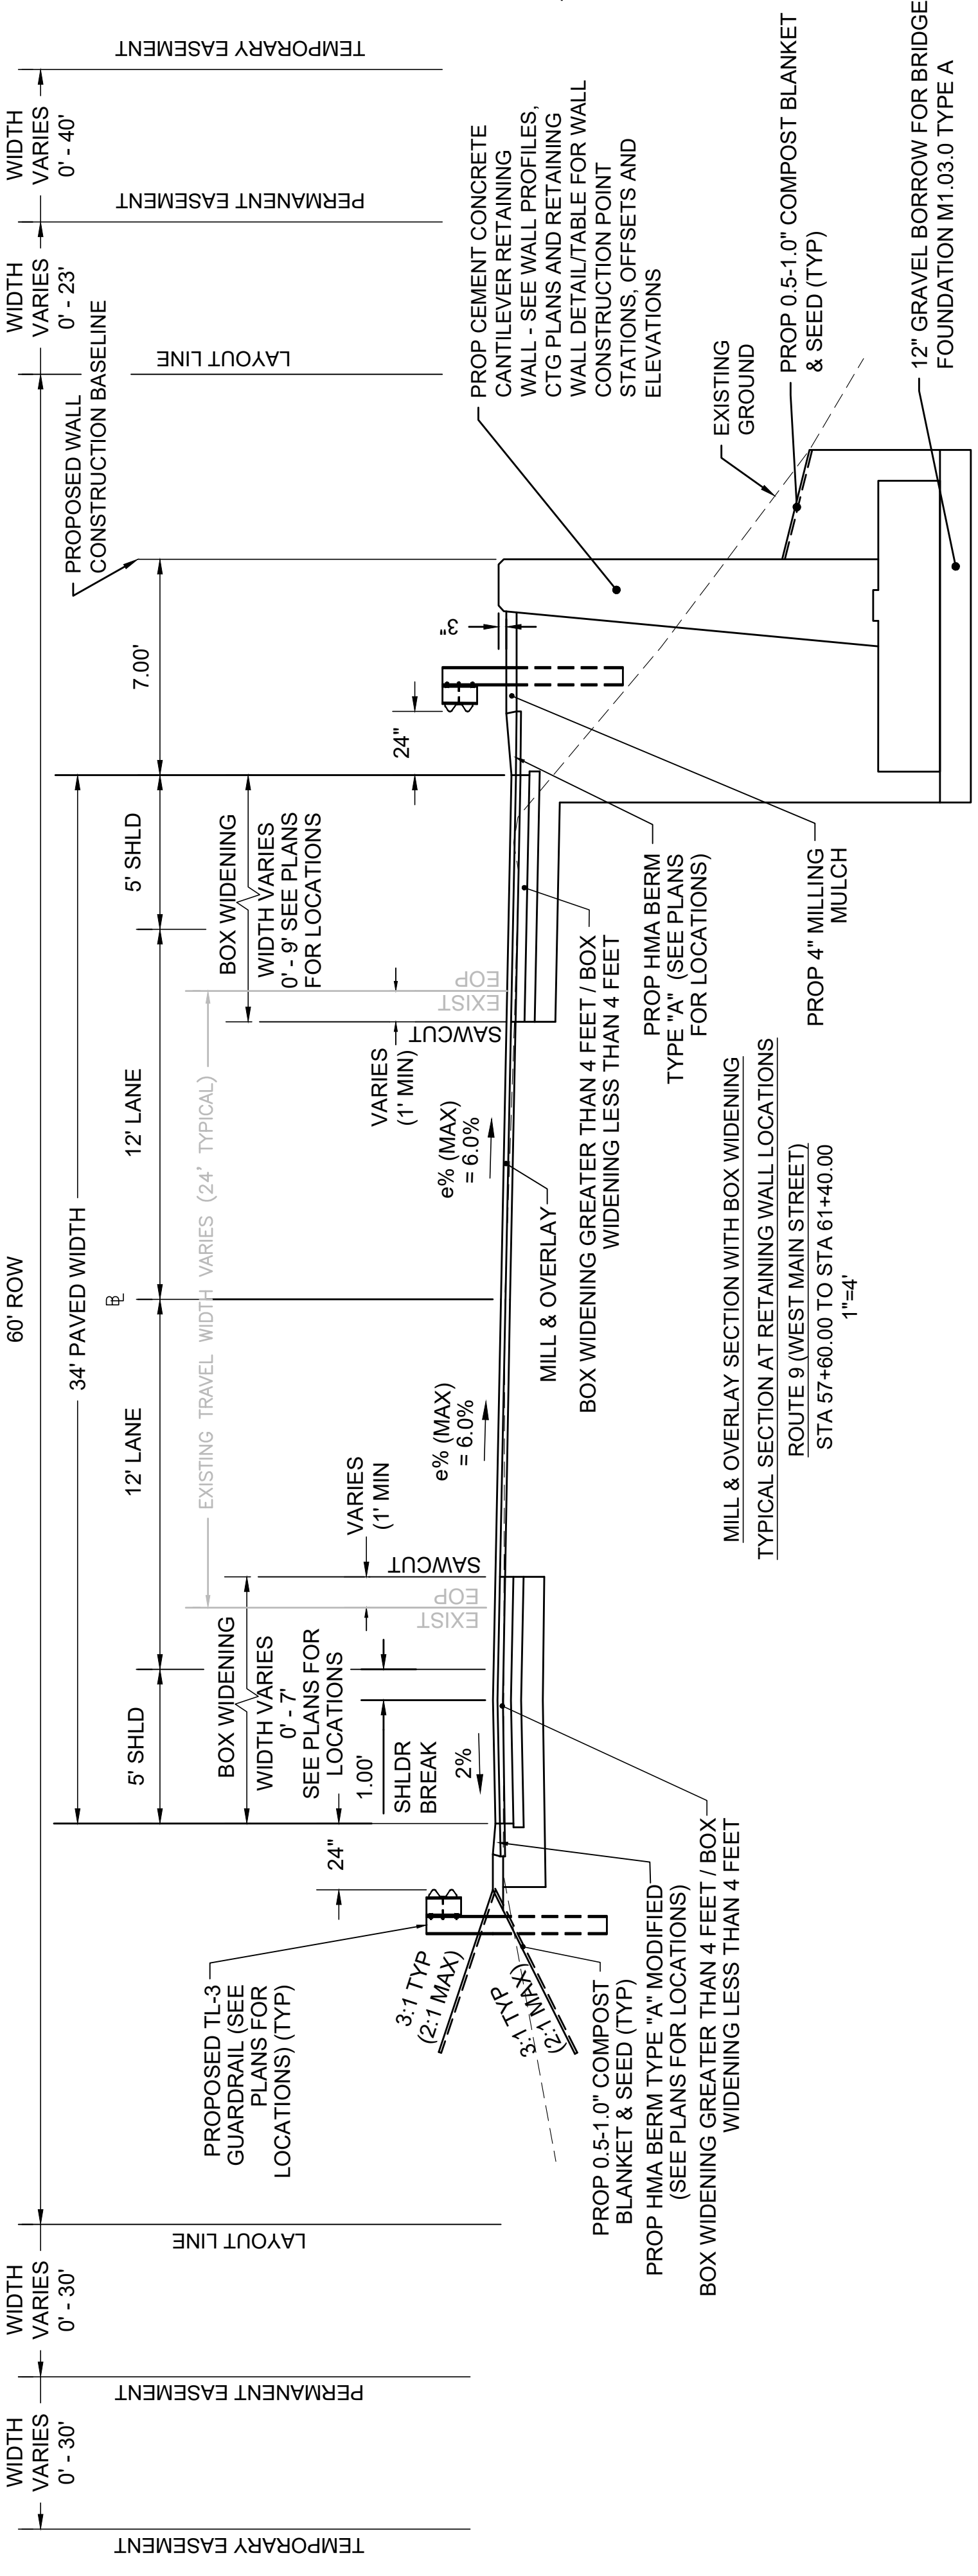 WIDTH
VARIES
0' - 30'
TEMPORARY EASEMENT
WIDTH
VARIES
0' - 30'
PERMANENT EASEMENT
LAYOUT LINE
60' ROW
WIDTH
VARIES
0' - 23'
LAYOUT LINE
PERMANENT EASEMENT
WIDTH
VARIES
0' - 40'
TEMPORARY EASEMENT
34' PAVED WIDTH
PROPOSED WALL
CONSTRUCTION BASELINE
BL
5' SHLD
12' LANE
12' LANE
5' SHLD
7.00'
EXISTING TRAVEL WIDTH VARIES (24' TYPICAL)
BOX WIDENING
WIDTH VARIES
0' - 7'
SEE PLANS FOR
LOCATIONS
BOX WIDENING
WIDTH VARIES
0' - 9' SEE PLANS
FOR LOCATIONS
PROPOSED TL-3
GUARDRAIL (SEE
PLANS FOR
LOCATIONS) (TYP)
24"
1.00'
SHLDR
BREAK
2%
VARIES
(1' MIN
EXIST
EOP
SAWCUT
e% (MAX)
= 6.0%
e% (MAX)
= 6.0%
VARIES
(1' MIN)
SAWCUT
EXIST
EOP
24"
3"
3:1 TYP
(2:1 MAX)
3:1 TYP
(2:1 MAX)
PROP CEMENT CONCRETE
CANTILEVER RETAINING
WALL - SEE WALL PROFILES,
CTG PLANS AND RETAINING
WALL DETAIL/TABLE FOR WALL
CONSTRUCTION POINT
STATIONS, OFFSETS AND
ELEVATIONS
EXISTING
GROUND
PROP 0.5-1.0" COMPOST BLANKET
& SEED (TYP)
12" GRAVEL BORROW FOR BRIDGE
FOUNDATION M1.03.0 TYPE A
PROP 0.5-1.0" COMPOST
BLANKET & SEED (TYP)
PROP HMA BERM TYPE "A" MODIFIED
(SEE PLANS FOR LOCATIONS)
BOX WIDENING GREATER THAN 4 FEET / BOX
WIDENING LESS THAN 4 FEET
MILL & OVERLAY
BOX WIDENING GREATER THAN 4 FEET / BOX
WIDENING LESS THAN 4 FEET
PROP HMA BERM
TYPE "A" (SEE PLANS
FOR LOCATIONS)
PROP 4" MILLING
MULCH
MILL & OVERLAY SECTION WITH BOX WIDENING
TYPICAL SECTION AT RETAINING WALL LOCATIONS
ROUTE 9 (WEST MAIN STREET)
STA 57+60.00 TO STA 61+40.00
1"=4'